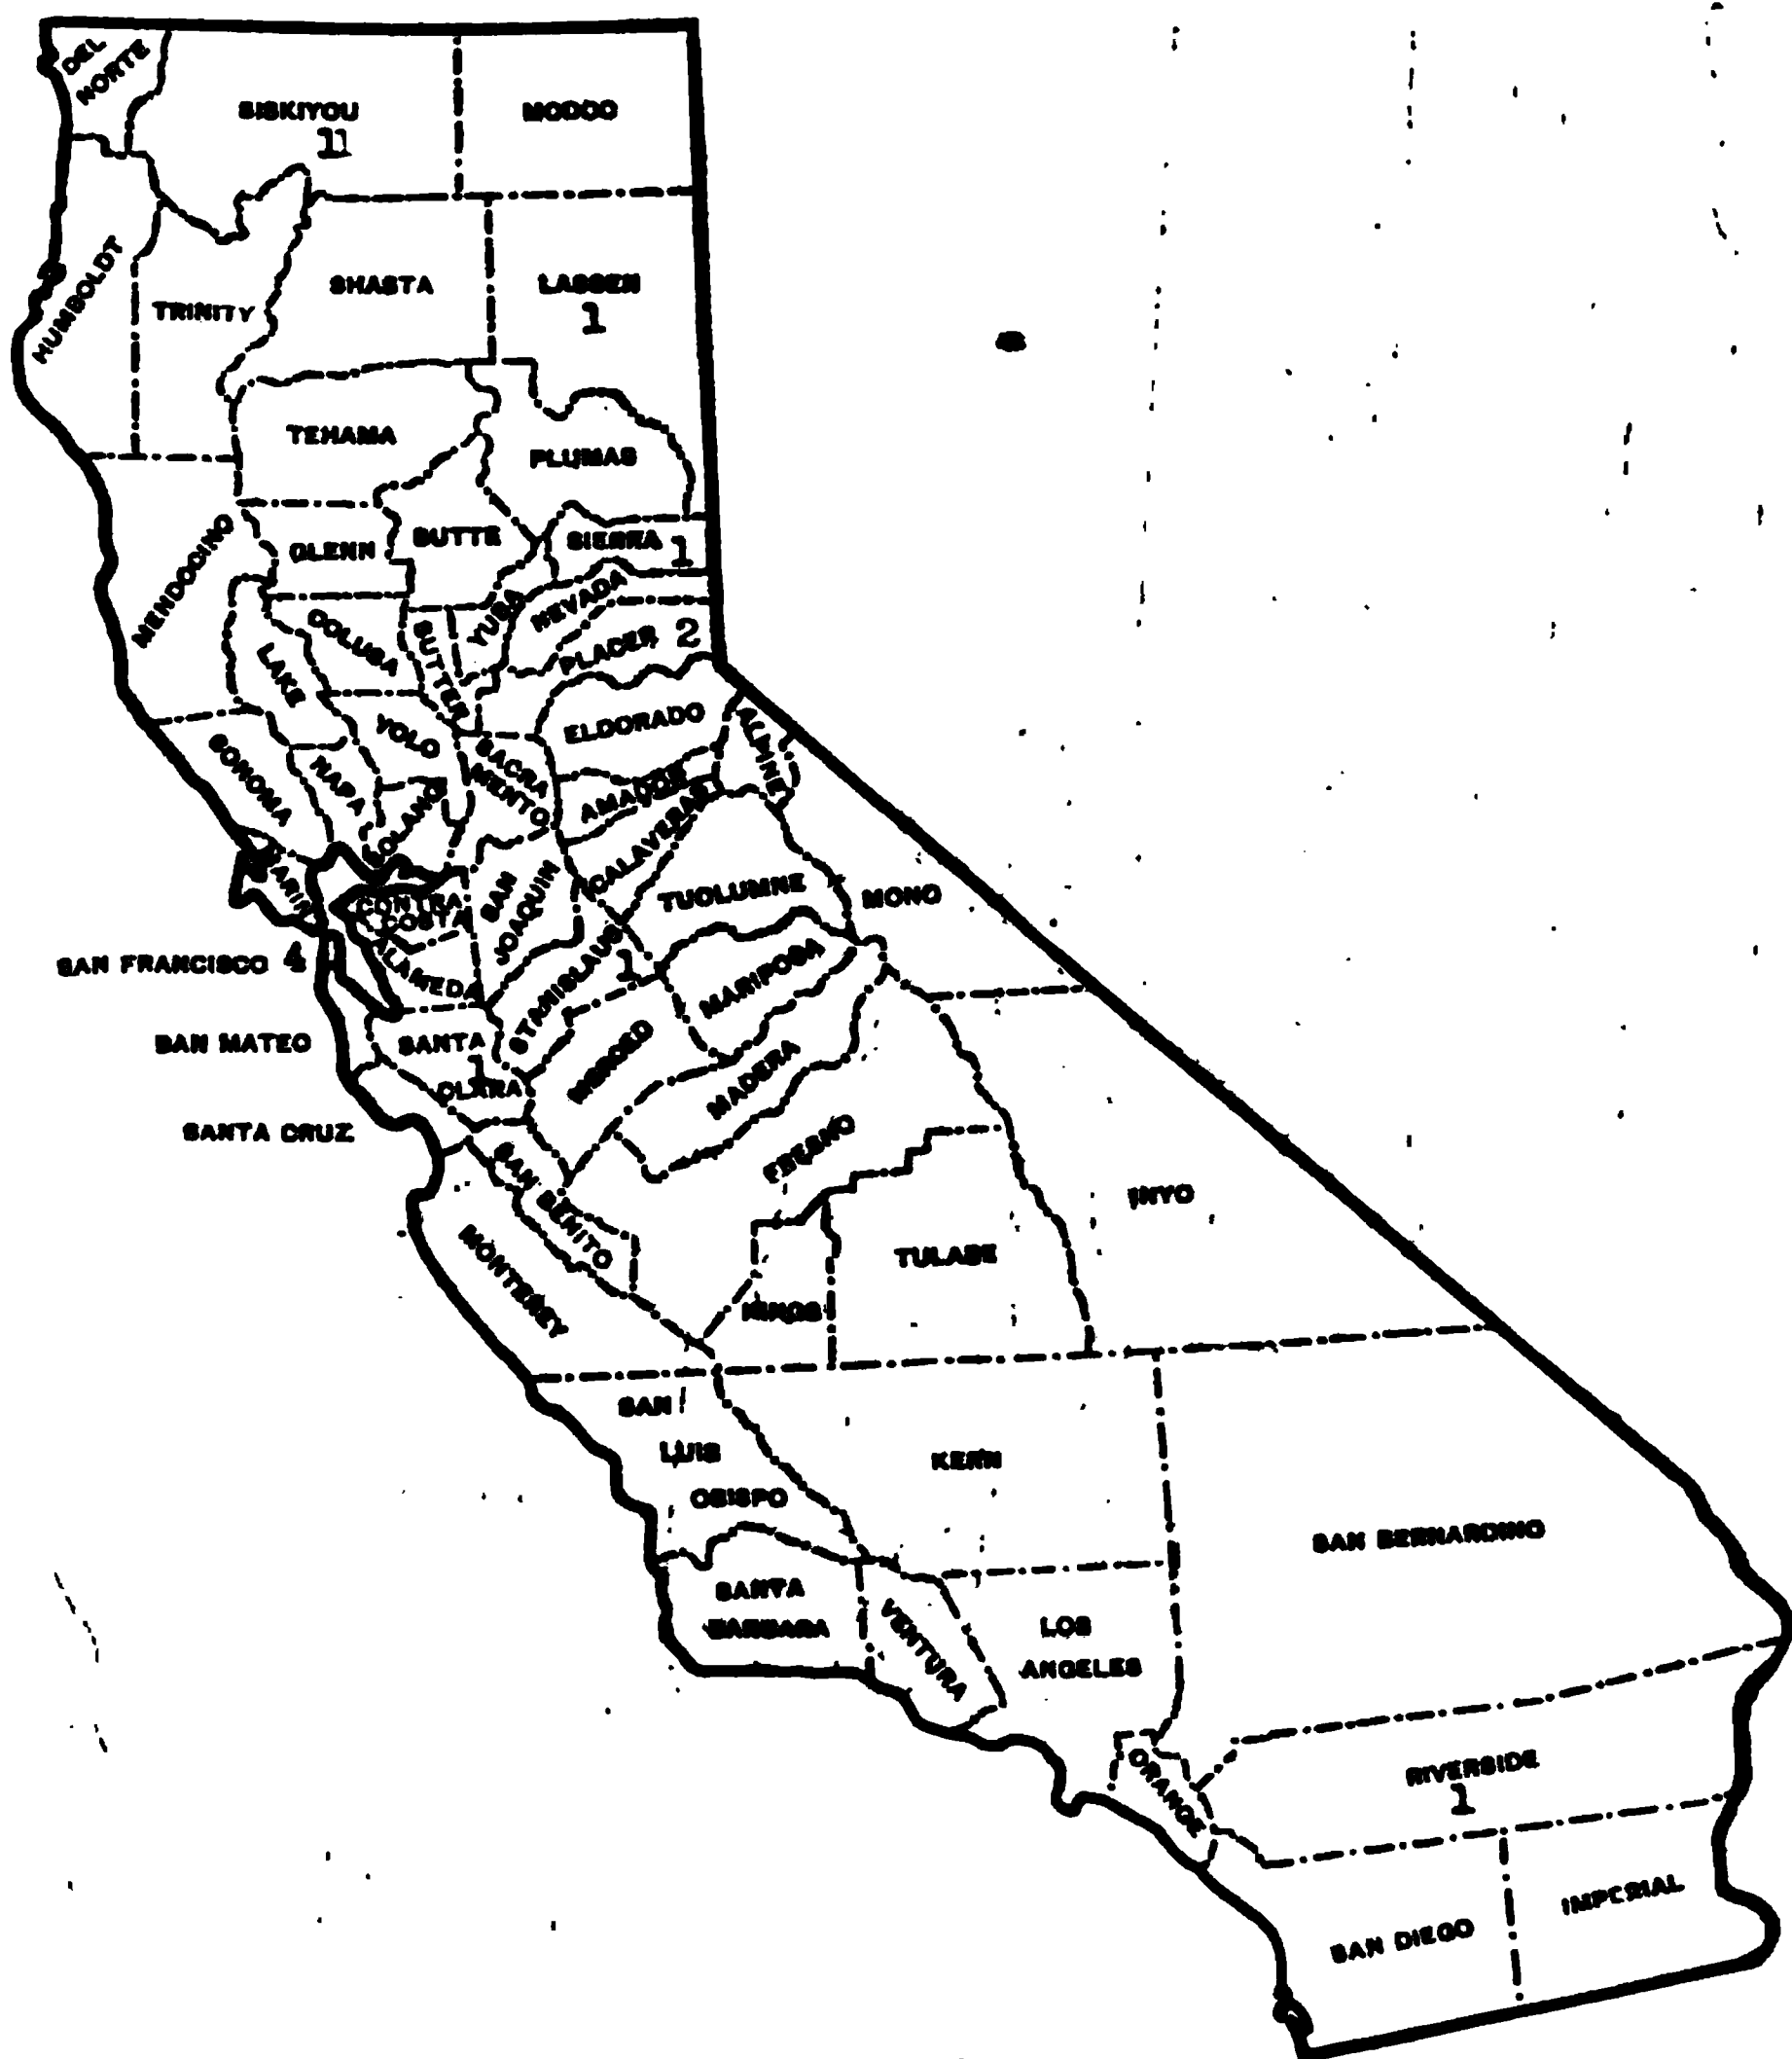 DEL
NORTE
SISKIYOU
11
MODOC
HUMBOLDT
TRINITY
SHASTA
LASSEN
1
TEHAMA
PLUMAS
MENDOCINO
GLENN
BUTTE
SIERRA 1
LAKE
COLUSA
SUTTER
YUBA
NEVADA
PLACER 2
SONOMA
NAPA
YOLO
SOLANO
SACRA
MENTO
ELDORADO
ALPINE
AMADOR
CALAVERAS
MARIN
CONTRA
COSTA
SAN
JOAQUIN
TUOLUMNE
MONO
SAN FRANCISCO 4
ALAMEDA
STANISLAUS
1
MARIPOSA
SAN MATEO
SANTA
1
CLARA
MERCED
MADERA
SANTA CRUZ
SAN BENITO
FRESNO
MONTEREY
KINGS
TULARE
INYO
SAN
LUIS
OBISPO
KERN
SAN BERNARDINO
SANTA
BARBARA
VENTURA
LOS
ANGELES
ORANGE
RIVERSIDE
1
SAN DIEGO
IMPERIAL